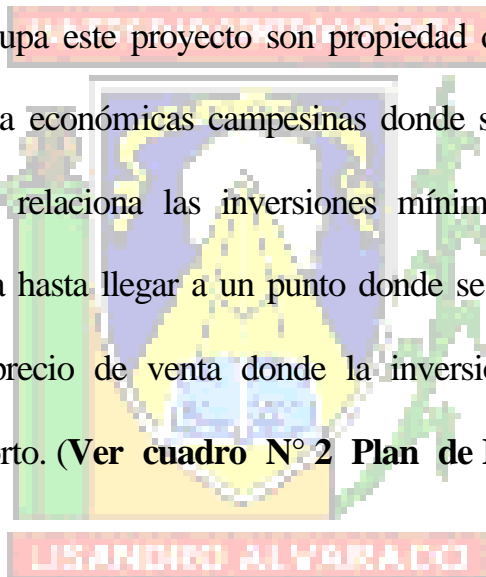 upa este proyecto son propiedad
a económicas campesinas donde s
relaciona las inversiones mínim
a hasta llegar a un punto donde se
precio de venta donde la inversi
rto. (Ver cuadro N° 2 Plan de
LISANDRO ALVARADO